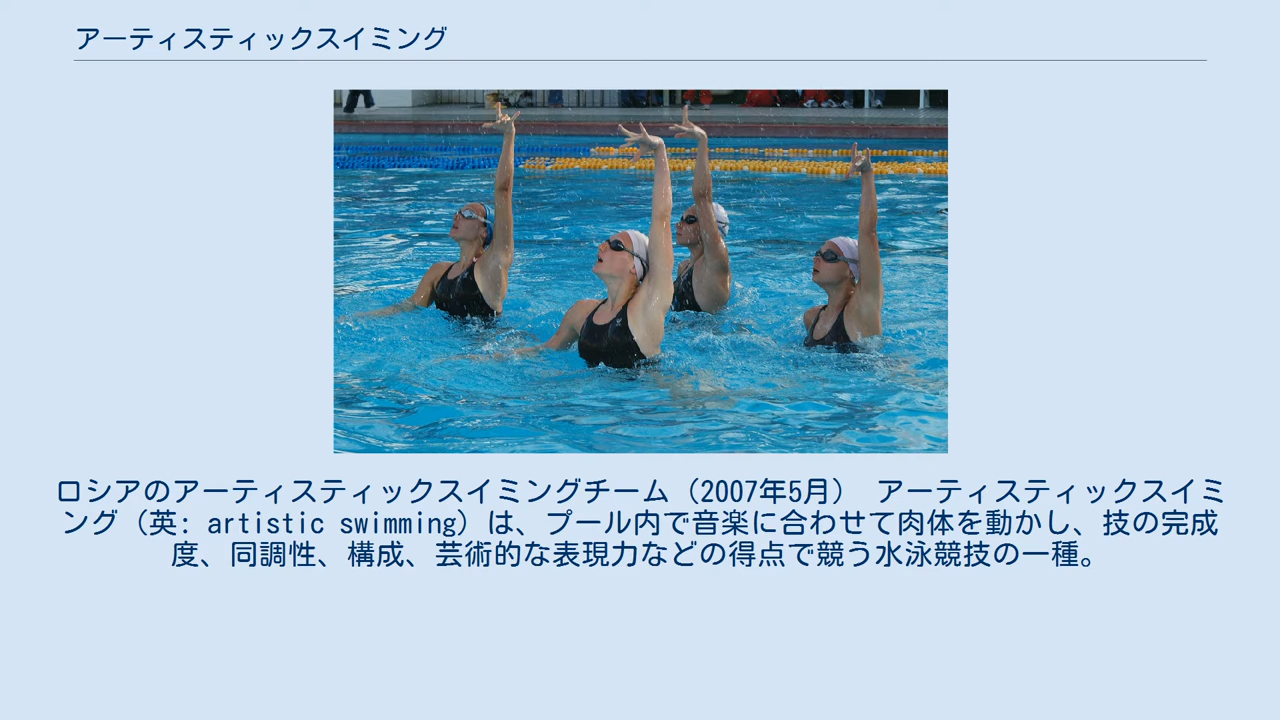 アーティスティックスイミング
ロシアのアーティスティックスイミングチーム（2007年5月） アーティスティックスイミ
ング（英: artistic swimming）は、プール内で音楽に合わせて肉体を動かし、技の完成
度、同調性、構成、芸術的な表現力などの得点で競う水泳競技の一種。